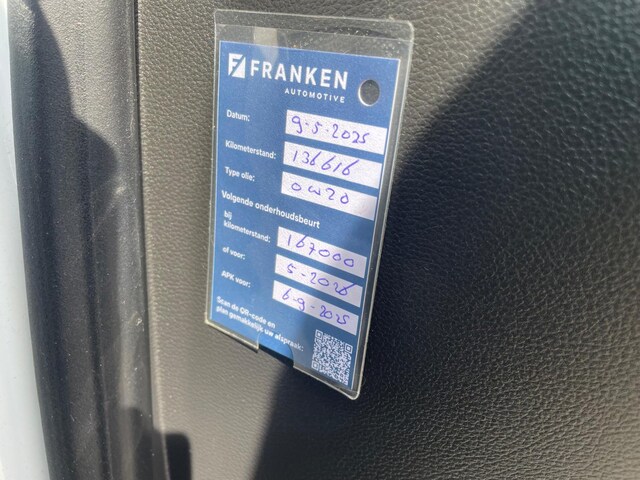 FRANKEN
AUTOMOTIVE
Datum: 9-5-2025
Kilometerstand: 136616
Type olie: 0W20
Volgende onderhoudsbeurt
bij
kilometerstand: 167000
of voor: 5-2026
APK voor: 6-9-2025
Scan de QR-code en
plan gemakkelijk uw afspraak: